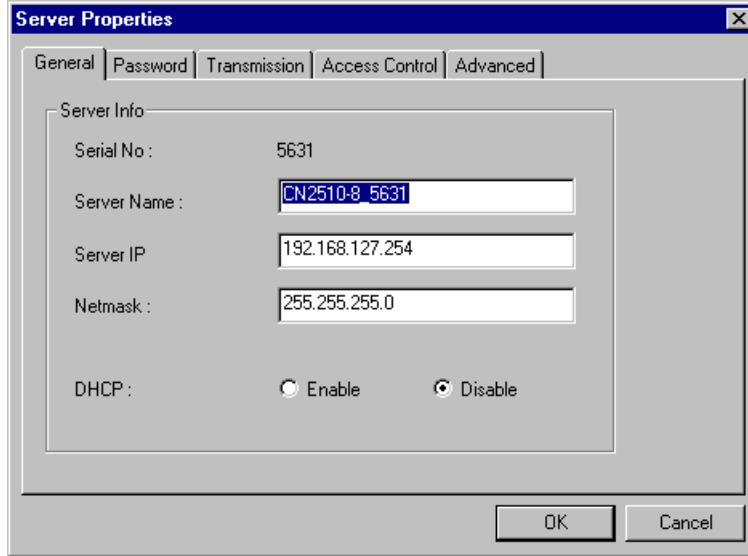 Server Properties
General Password Transmission Access Control Advanced
Server Info
Serial No : 5631
Server Name : CN2510-8_5631
Server IP 192.168.127.254
Netmask : 255.255.255.0
DHCP : Enable Disable
OK Cancel